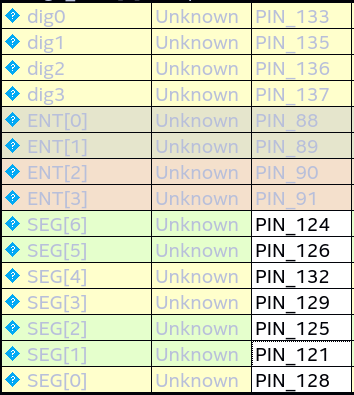 dig0 Unknown PIN_133
dig1 Unknown PIN_135
dig2 Unknown PIN_136
dig3 Unknown PIN_137
ENT[0] Unknown PIN_88
ENT[1] Unknown PIN_89
ENT[2] Unknown PIN_90
ENT[3] Unknown PIN_91
SEG[6] Unknown PIN_124
SEG[5] Unknown PIN_126
SEG[4] Unknown PIN_132
SEG[3] Unknown PIN_129
SEG[2] Unknown PIN_125
SEG[1] Unknown PIN_121
SEG[0] Unknown PIN_128